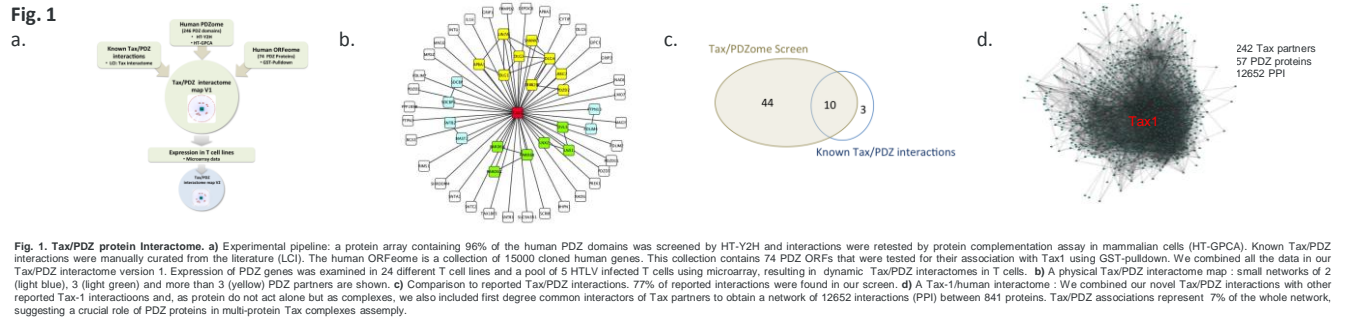 Fig. 1
a.
b.
c.
d.
Human PDZome
(246 PDZ domains)
• HT-Y2H
• HT-GPCA
Known Tax/PDZ
interactions
• LCI: Tax Interactome
Human ORFeome
• GST-Pulldown
Tax/PDZ
interactome
map V1
Expression in T cell lines
• Microarray data
Tax/PDZ
interactome map V2
Tax/PDZome Screen
44
10
3
Known Tax/PDZ interactions
Tax1
242 Tax partners
57 PDZ proteins
12652 PPI
Fig. 1. Tax/PDZ protein Interactome. a) Experimental pipeline: a protein array containing 96% of the human PDZ domains was screened by HT-Y2H and interactions were retested by protein complementation assay in mammalian cells (HT-GPCA). Known Tax/PDZ
interactions were manually curated from the literature (LCI). The human ORFeome is a collection of 15000 cloned human genes. This collection contains 74 PDZ ORFs that were tested for their association with Tax1 using GST-pulldown. We combined all the data in our
Tax/PDZ interactome version 1. Expression of PDZ genes was examined in 24 different T cell lines and a pool of 5 HTLV infected T cells using microarray, resulting in dynamic Tax/PDZ interactomes in T cells. b) A physical Tax/PDZ interactome map : small networks of 2
(light blue), 3 (light green) and more than 3 (yellow) PDZ partners are shown. c) Comparison to reported Tax/PDZ interactions. 77% of reported interactions were found in our screen. d) A Tax-1/human interactome : We combined our novel Tax/PDZ interactions with other
reported Tax-1 interactioons and, as protein do not act alone but as complexes, we also included first degree common interactors of Tax partners to obtain a network of 12652 interactions (PPI) between 841 proteins. Tax/PDZ associations represent 7% of the whole network,
suggesting a crucial role of PDZ proteins in multi-protein Tax complexes assemply.